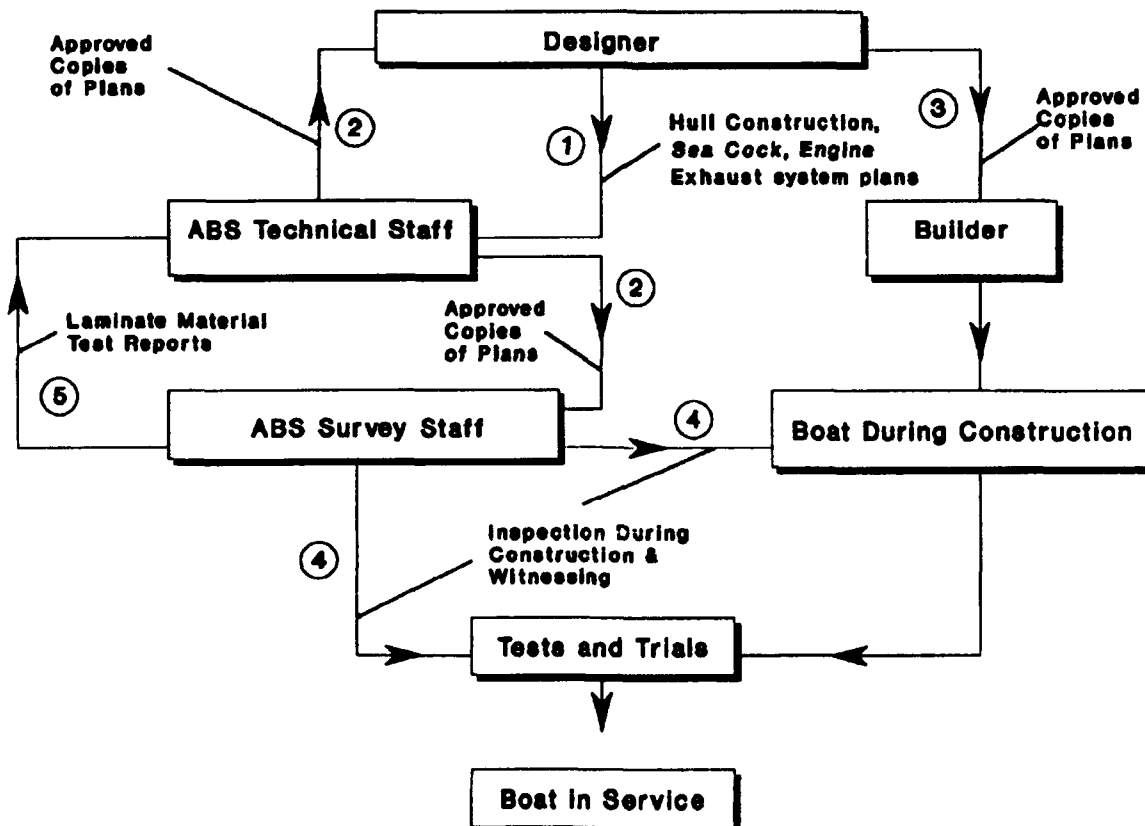 Designer
Approved
Copies
of Plans
2
1
Hull Construction,
Sea Cock, Engine
Exhaust system plans
3
Approved
Copies
of Plans
ABS Technical Staff
Builder
2
Approved
Copies
of Plans
Laminate Material
Test Reports
5
ABS Survey Staff
4
Boat During Construction
4
Inspection During
Construction &
Witnessing
Tests and Trials
Boat in Service